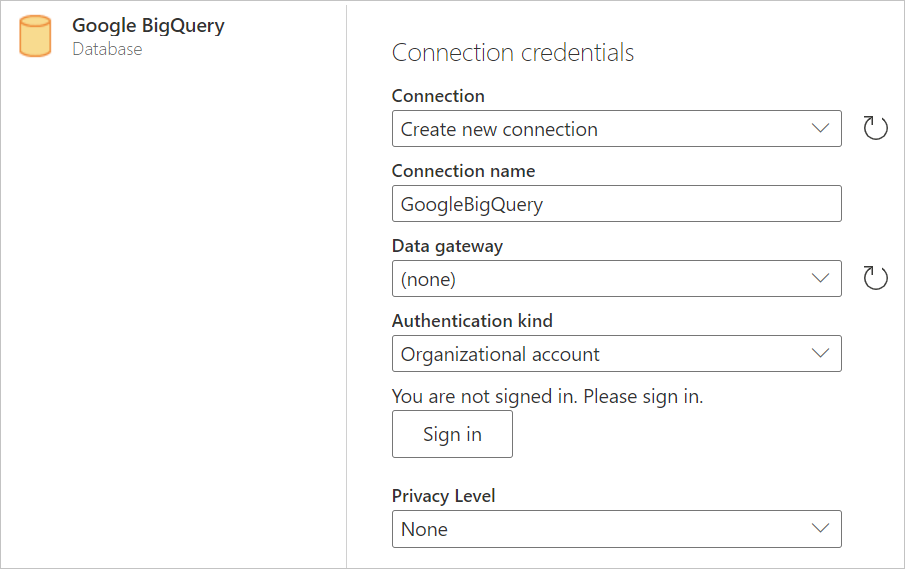 Google BigQuery
Database
Connection credentials
Connection
Create new connection
Connection name
GoogleBigQuery
Data gateway
(none)
Authentication kind
Organizational account
You are not signed in. Please sign in.
Sign in
Privacy Level
None